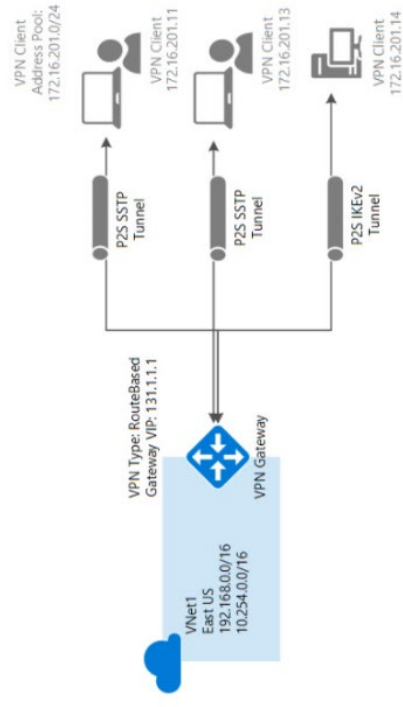 VPN Client
Address Pool:
172.16.201.0/24
VPN Client
172.16.201.11
VPN Client
172.16.201.13
VPN Client
172.16.201.14
P2S SSTP
Tunnel
P2S SSTP
Tunnel
P2S IKEv2
Tunnel
VPN Type: RouteBased
Gateway VIP: 131.1.1.1
VPN Gateway
VNet1
East US
192.168.0.0/16
10.254.0.0/16